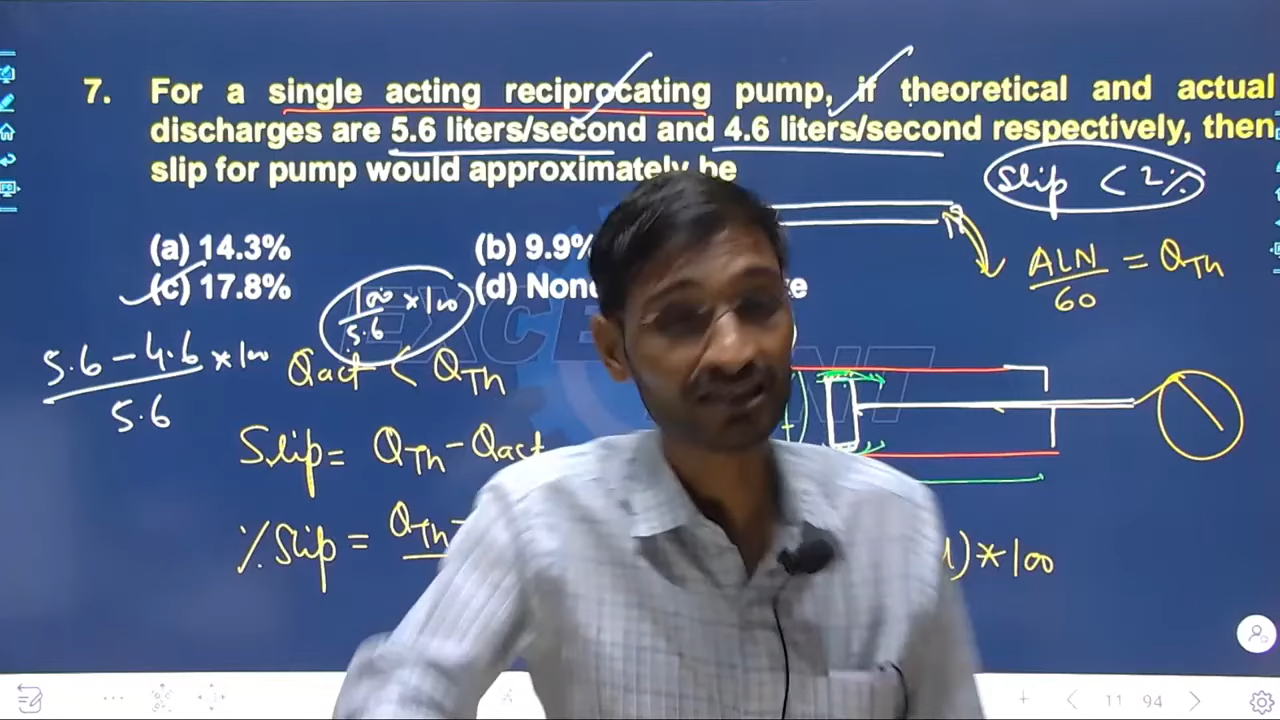 7. For a single acting reciprocating pump, if theoretical and actual
discharges are 5.6 liters/second and 4.6 liters/second respectively, then
slip for pump would approximately be
slip < 2%
(a) 14.3%
(b) 9.9%
ALN/60 = QTh
(c) 17.8%
(d) None
100/5.6 × 100
5.6 - 4.6/5.6 × 100
Qact < QTh
Slip = QTh - Qact
% Slip = QTh -
) * 100
11 94